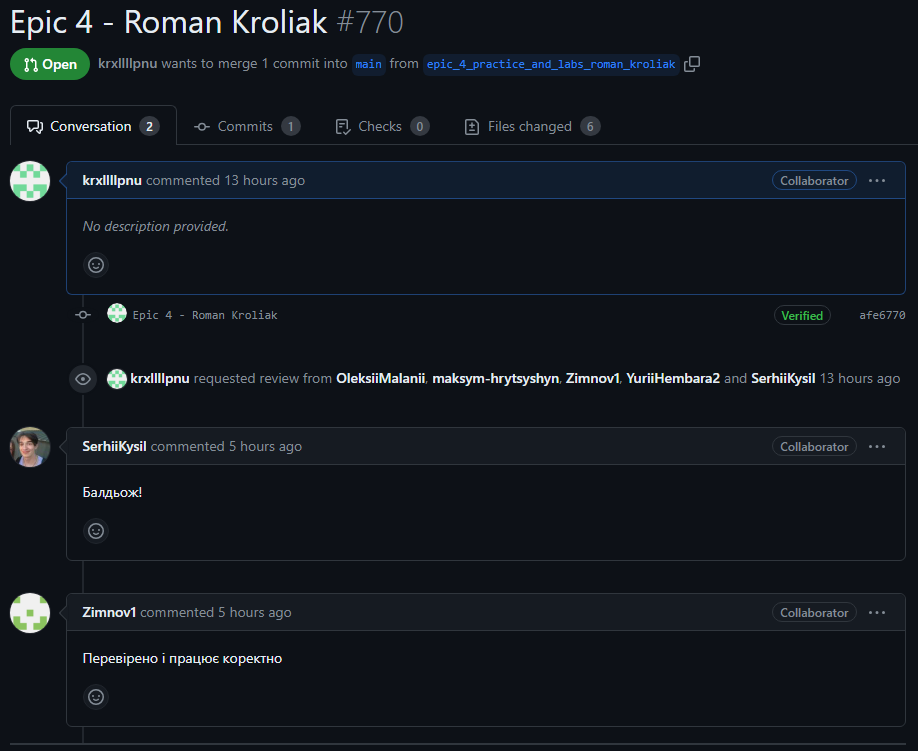 Epic 4 - Roman Kroliak #770
Open krxllllpnu wants to merge 1 commit into main from epic_4_practice_and_labs_roman_kroliak
Conversation 2 Commits 1 Checks 0 Files changed 6
krxllllpnu commented 13 hours ago Collaborator
No description provided.
Epic 4 - Roman Kroliak Verified afe6770
krxllllpnu requested review from OleksiiMalanii, maksym-hrytsyshyn, Zimnov1, YuriiHembara2 and SerhiiKysil 13 hours ago
SerhiiKysil commented 5 hours ago Collaborator
Балдьож!
Zimnov1 commented 5 hours ago Collaborator
Перевірено і працює коректно